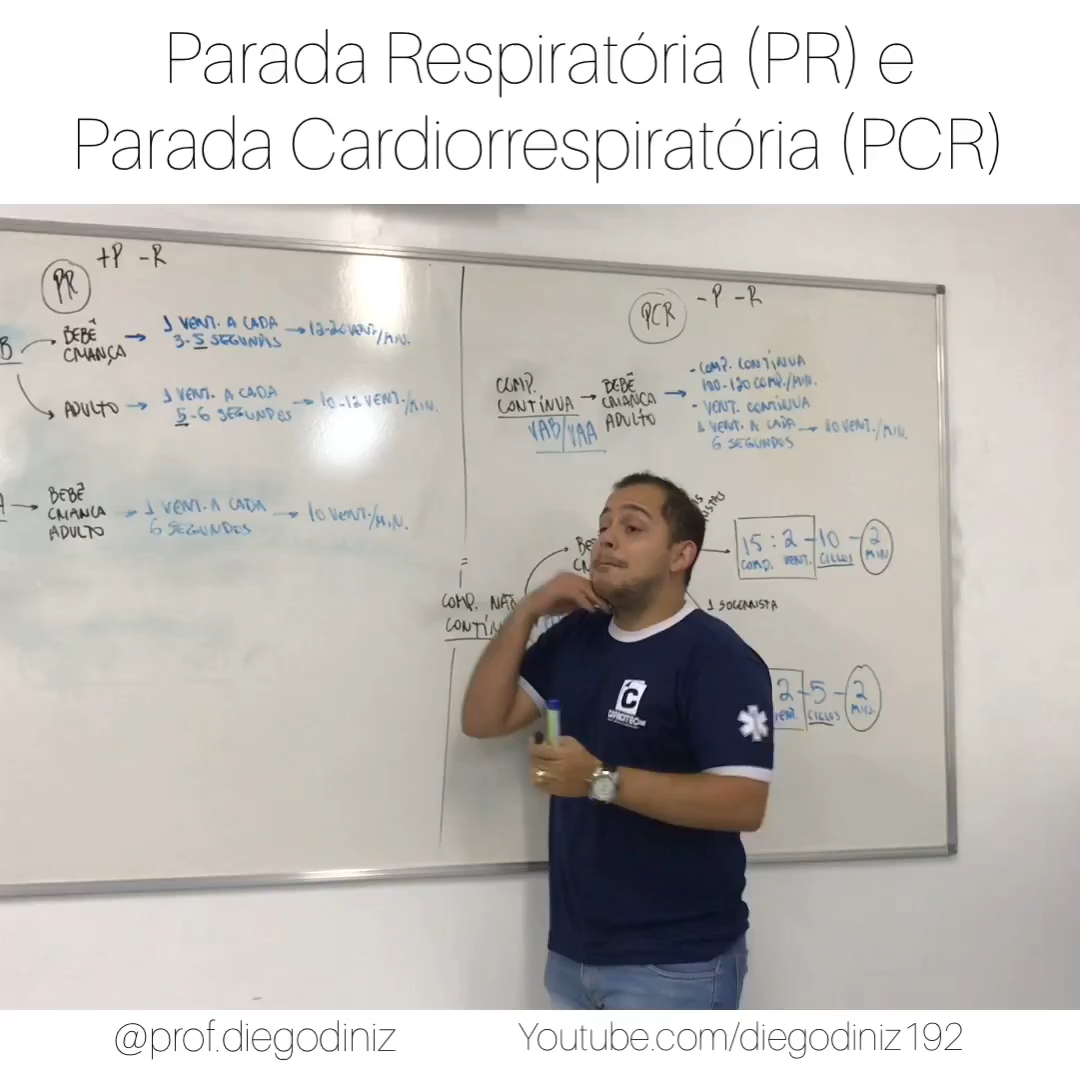 Parada Respiratória (PR) e
Parada Cardiorrespiratória (PCR)
PR +P -R
BEBÊ
CRIANÇA
1 VENT. A CADA
3-5 SEGUNDOS
12-20 VENT/MIN.
ADULTO
1 VENT. A CADA
5-6 SEGUNDOS
10-12 VENT./MIN.
BEBÊ
CRIANÇA
ADULTO
1 VENT. A CADA
6 SEGUNDOS
10 VENT./MIN.
PCR -P -R
COMP.
CONTÍNUA
VAB/VAA
BEBÊ
CRIANÇA
ADULTO
- COMP. CONTÍNUA
100-120 COMP./MIN.
- VENT. CONTÍNUA
1 VENT. A CADA
6 SEGUNDOS
10 VENT./MIN.
COMP. NÃO
15 : 2 - 10 - 2
COMP. VENT. CICLOS MIN
1 SOCORRISTA
2 - 5 - 2
VENT. CICLOS MIN.
C
@prof.diegodiniz
Youtube.com/diegodiniz192